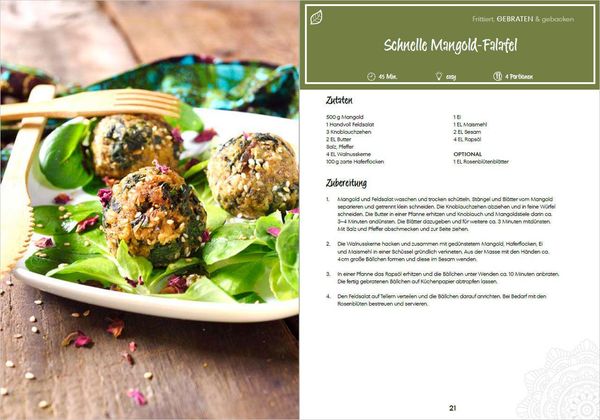 Frittiert, GEBRATEN & gebacken
Schnelle Mangold-Falafel
45 Min.
easy
4 Portionen
Zutaten
500 g Mangold
1 Handvoll Feldsalat
3 Knoblauchzehen
2 EL Butter
Salz, Pfeffer
4 EL Walnusskerne
100 g zarte Haferflocken
1 Ei
1 EL Maismehl
2 EL Sesam
4 EL Rapsöl
OPTIONAL
1 EL Rosenblütenblätter
Zubereitung
1. Mangold und Feldsalat waschen und trocken schütteln. Stängel und Blätter vom Mangold
separieren und getrennt klein schneiden. Die Knoblauchzehen abziehen und in feine Würfel
schneiden. Die Butter in einer Pfanne erhitzen und Knoblauch und Mangoldstiele darin ca.
3–4 Minuten andünsten. Die Blätter dazugeben und für weitere ca. 3 Minuten mitdünsten.
Mit Salz und Pfeffer abschmecken und zur Seite ziehen.
2. Die Walnusskerne hacken und zusammen mit gedünstetem Mangold, Haferflocken, Ei
und Maismehl in einer Schüssel gründlich vernneten. Aus der Masse mit den Händen ca.
4 cm große Bällchen formen und diese im Sesam wenden.
3. In einer Pfanne das Rapsöl erhitzen und die Bällchen unter Wenden ca. 10 Minuten anbraten.
Die fertig gebratenen Bällchen auf Küchenpapier abtropfen lassen.
4. Den Feldsalat auf Tellern verteilen und die Bällchen darauf anrichten. Bei Bedarf mit den
Rosenblüten bestreuen und servieren.
21